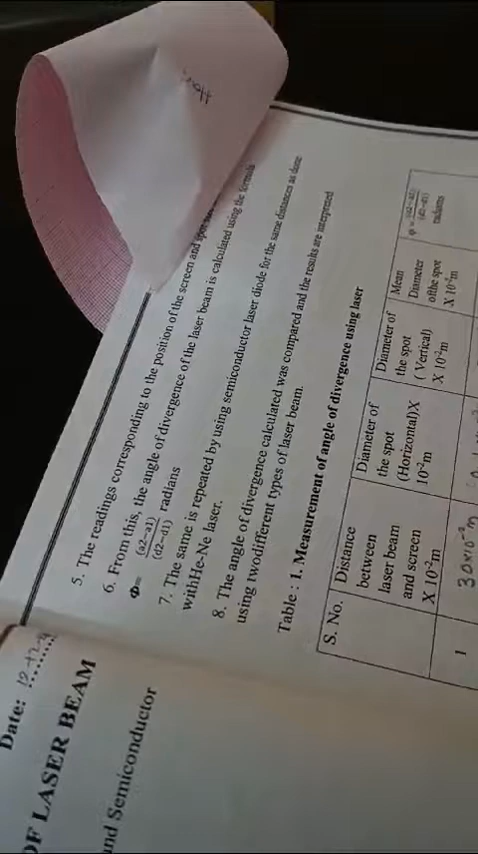 Date: 12-12-
OF LASER BEAM
and Semiconductor
5. The readings corresponding to the position of the screen and spot
6. From this, the angle of divergence of the laser beam is calculated using the formula
Φ= (a2−a1)/(d2−d1) radians
7. The same is repeated by using semiconductor laser diode for the same distances as done
withHe-Ne laser.
8. The angle of divergence calculated was compared and the results are interpreted
using twodifferent types of laser beam.
Table : 1. Measurement of angle of divergence using laser
S. No. Distance between laser beam and screen X 10⁻²m
Diameter of the spot (Horizontal)X 10⁻²m
Diameter of the spot ( Vertical) X 10⁻²m
Mean Diameter ofthe spot X 10⁻²m
φ = (a2−a1)/(d2−d1) radians
1 30x10⁻²m